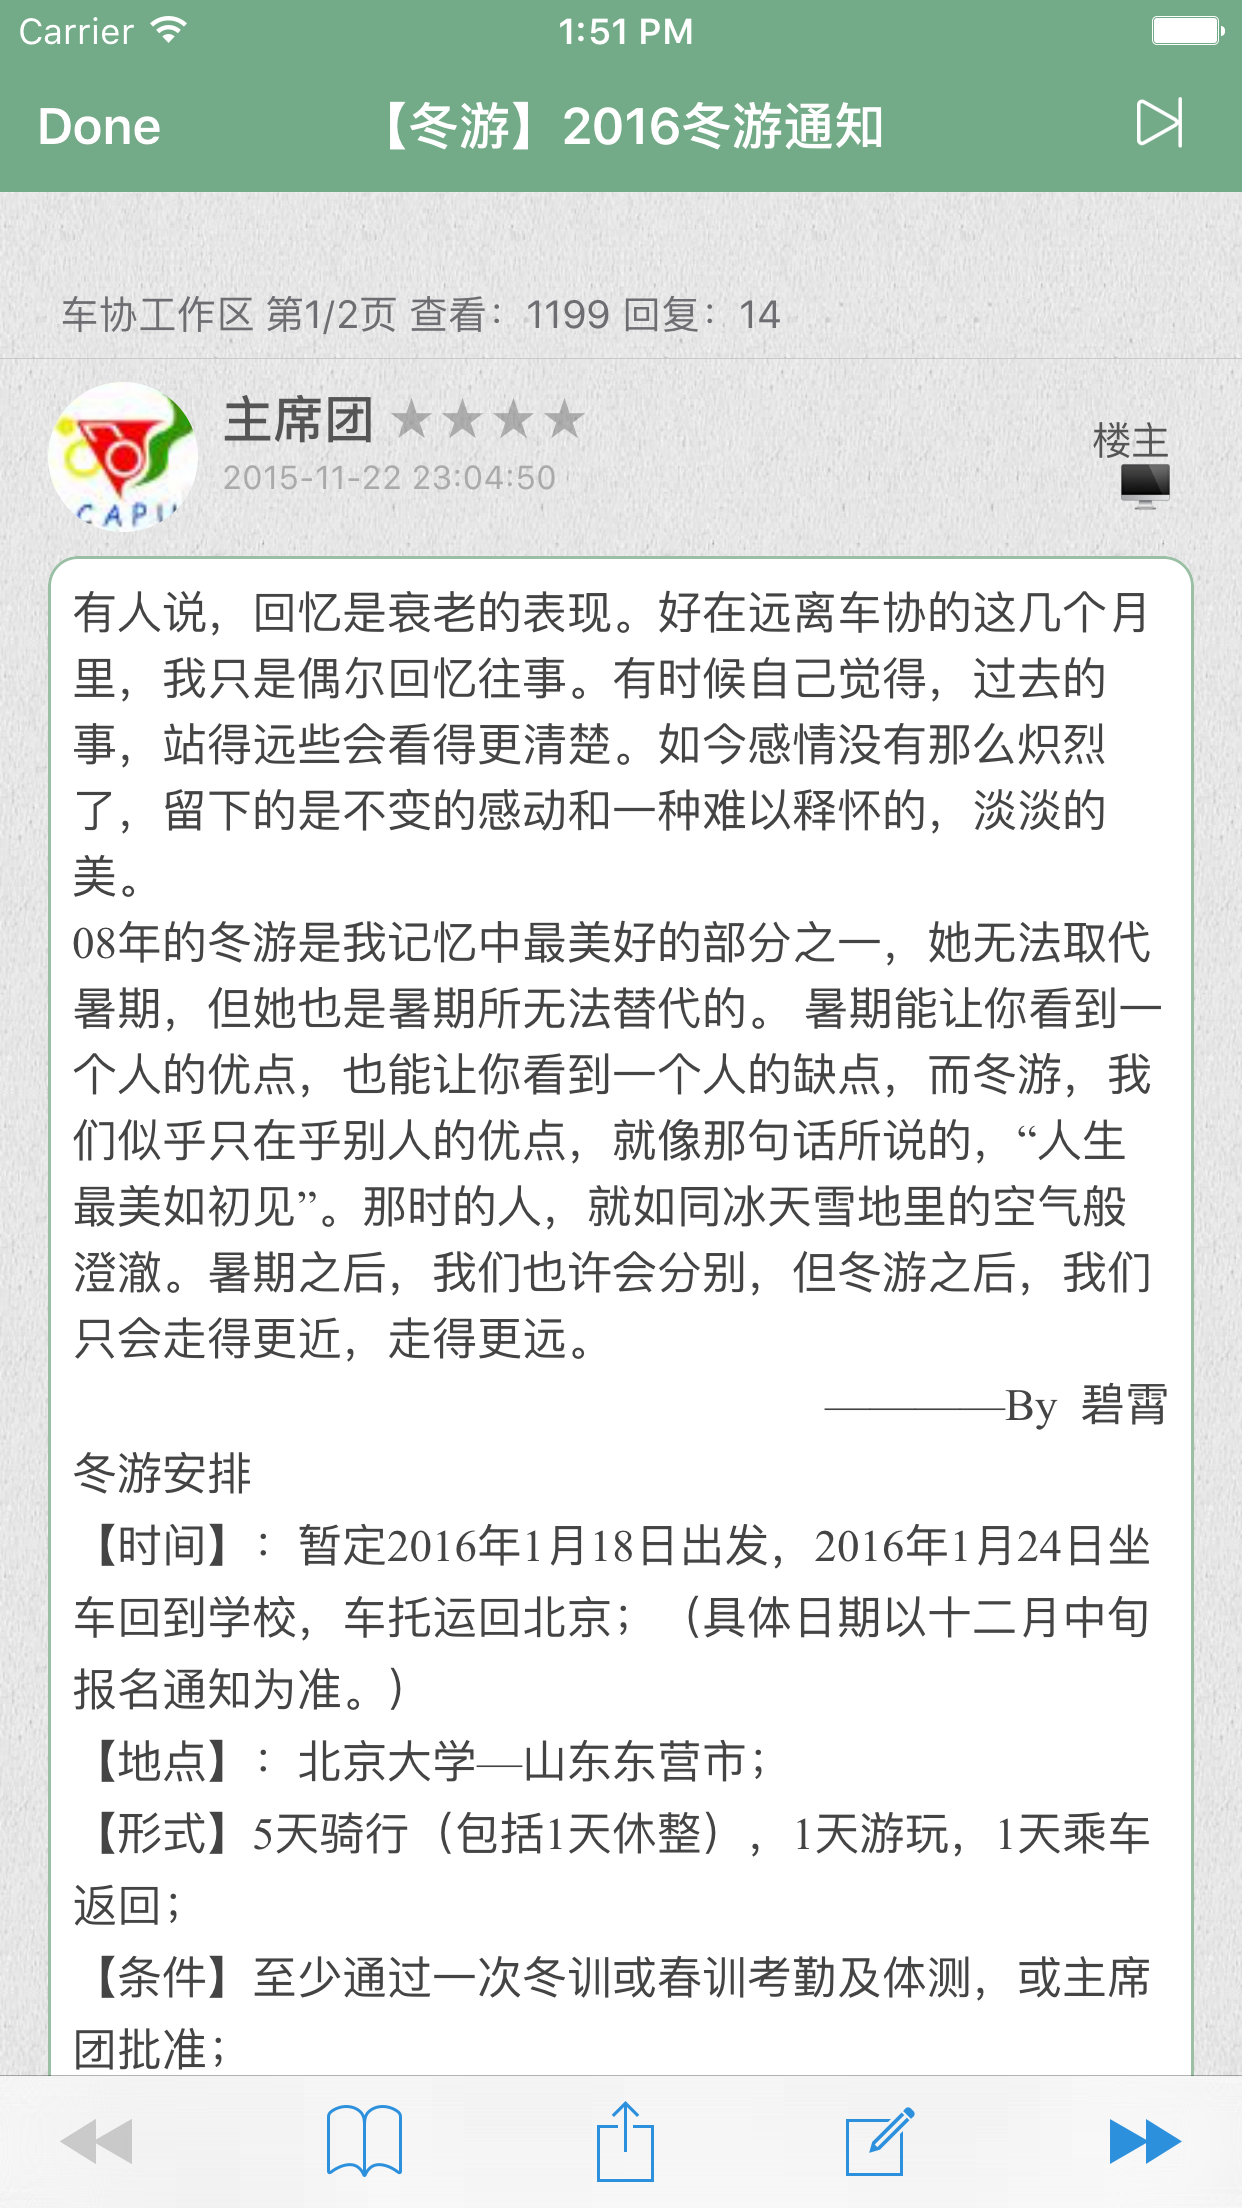 Carrier 1:51 PM
Done 【冬游】2016冬游通知
车协工作区 第1/2页 查看：1199 回复：14
主席团 ★★★★
楼主
2015-11-22 23:04:50
CAPU
有人说，回忆是衰老的表现。好在远离车协的这几个月
里，我只是偶尔回忆往事。有时候自己觉得，过去的
事，站得远些会看得更清楚。如今感情没有那么炽烈
了，留下的是不变的感动和一种难以释怀的，淡淡的
美。
08年的冬游是我记忆中最美好的部分之一，她无法取代
暑期，但她也是暑期所无法替代的。 暑期能让你看到一
个人的优点，也能让你看到一个人的缺点，而冬游，我
们似乎只在乎别人的优点，就像那句话所说的，“人生
最美如初见”。那时的人，就如同冰天雪地里的空气般
澄澈。暑期之后，我们也许会分别，但冬游之后，我们
只会走得更近，走得更远。
————By 碧霄
冬游安排
【时间】：暂定2016年1月18日出发，2016年1月24日坐
车回到学校，车托运回北京；（具体日期以十二月中旬
报名通知为准。）
【地点】：北京大学—山东东营市；
【形式】5天骑行（包括1天休整），1天游玩，1天乘车
返回；
【条件】至少通过一次冬训或春训考勤及体测，或主席
团批准；